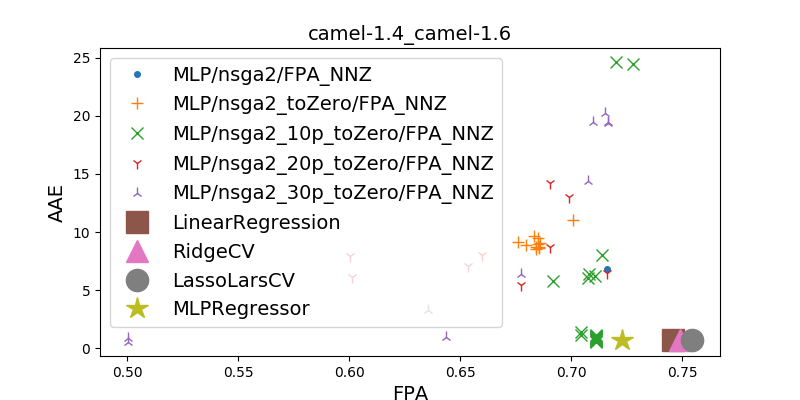 camel-1.4_camel-1.6
AAE
25
20
15
10
5
0
MLP/nsga2/FPA_NNZ
MLP/nsga2_toZero/FPA_NNZ
MLP/nsga2_10p_toZero/FPA_NNZ
MLP/nsga2_20p_toZero/FPA_NNZ
MLP/nsga2_30p_toZero/FPA_NNZ
LinearRegression
RidgeCV
LassoLarsCV
MLPRegressor
0.50 0.55 0.60 0.65 0.70 0.75
FPA